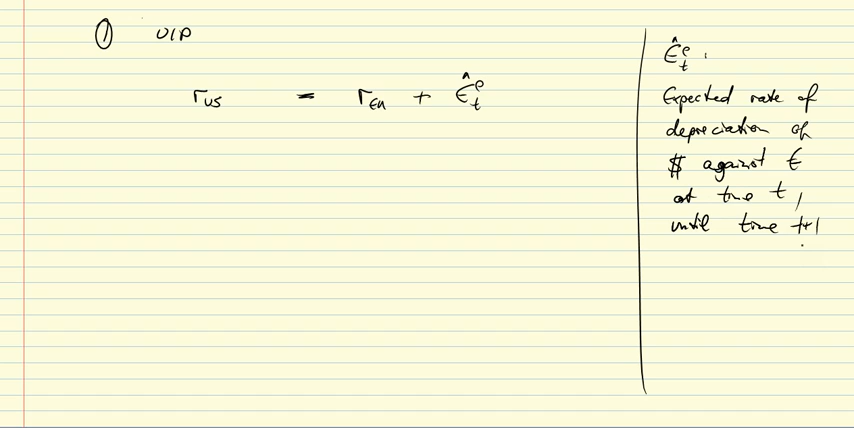 ① UIP
r_US = r_EU + Ê^e_t
Ê^e_t :
Expected rate of
depreciation of
$ against €
at time t,
until time t+1